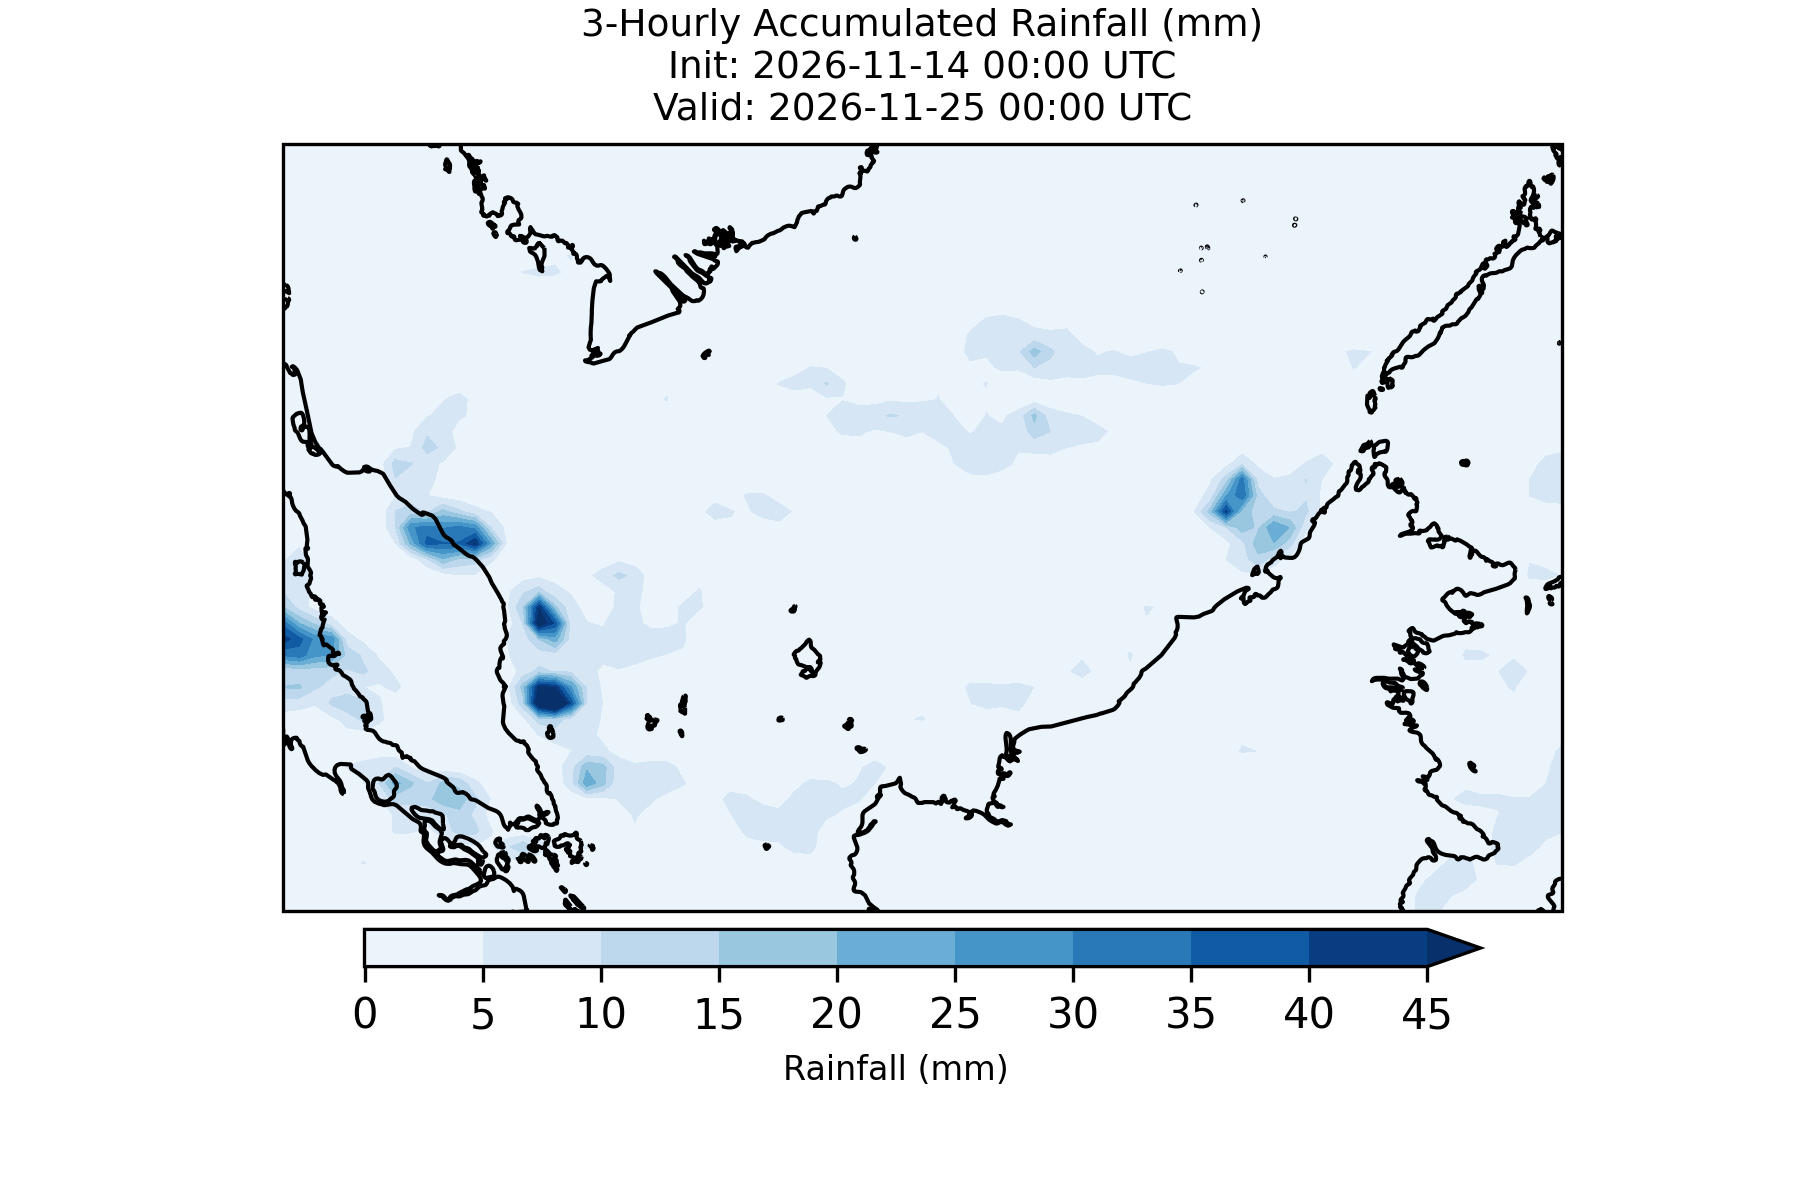 3-Hourly Accumulated Rainfall (mm)
Init: 2026-11-14 00:00 UTC
Valid: 2026-11-25 00:00 UTC
0 5 10 15 20 25 30 35 40 45
Rainfall (mm)